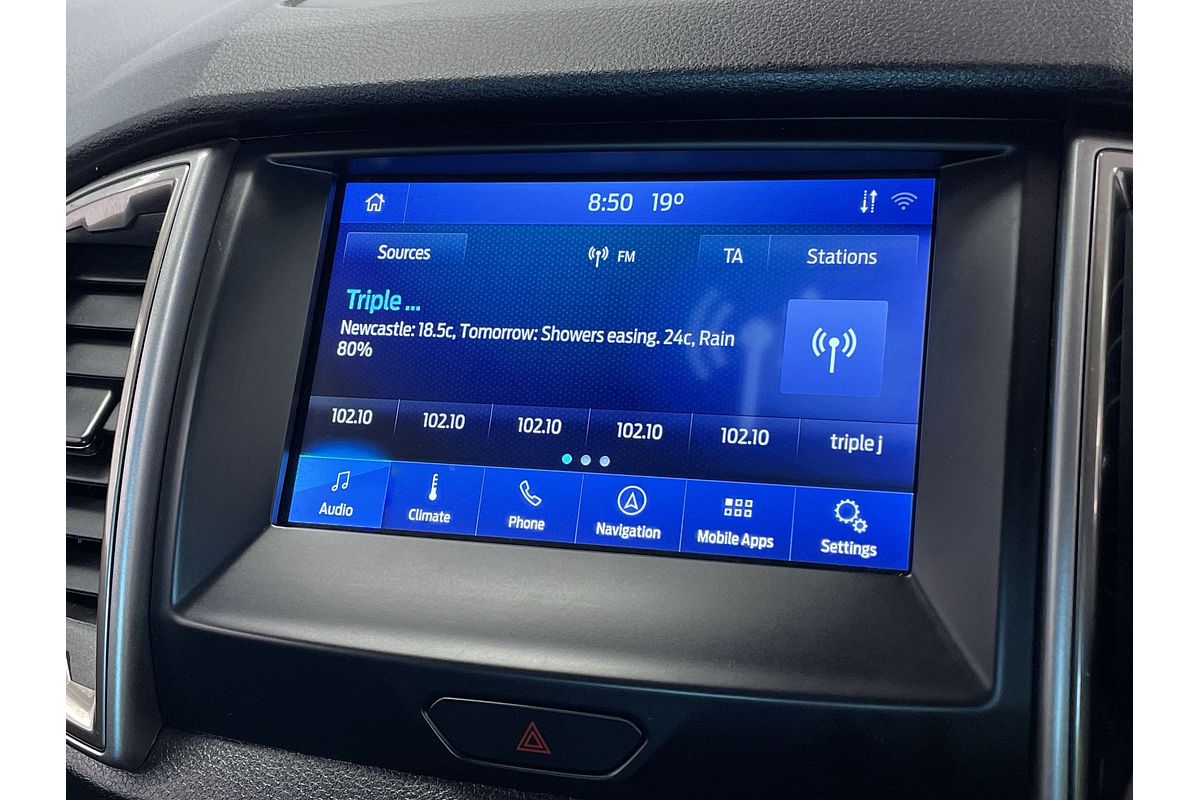 8:50 19°
Sources FM TA Stations
Triple ...
Newcastle: 18.5c, Tomorrow: Showers easing. 24c, Rain
80%
102.10 102.10 102.10 102.10 102.10 triple j
Audio Climate Phone Navigation Mobile Apps Settings